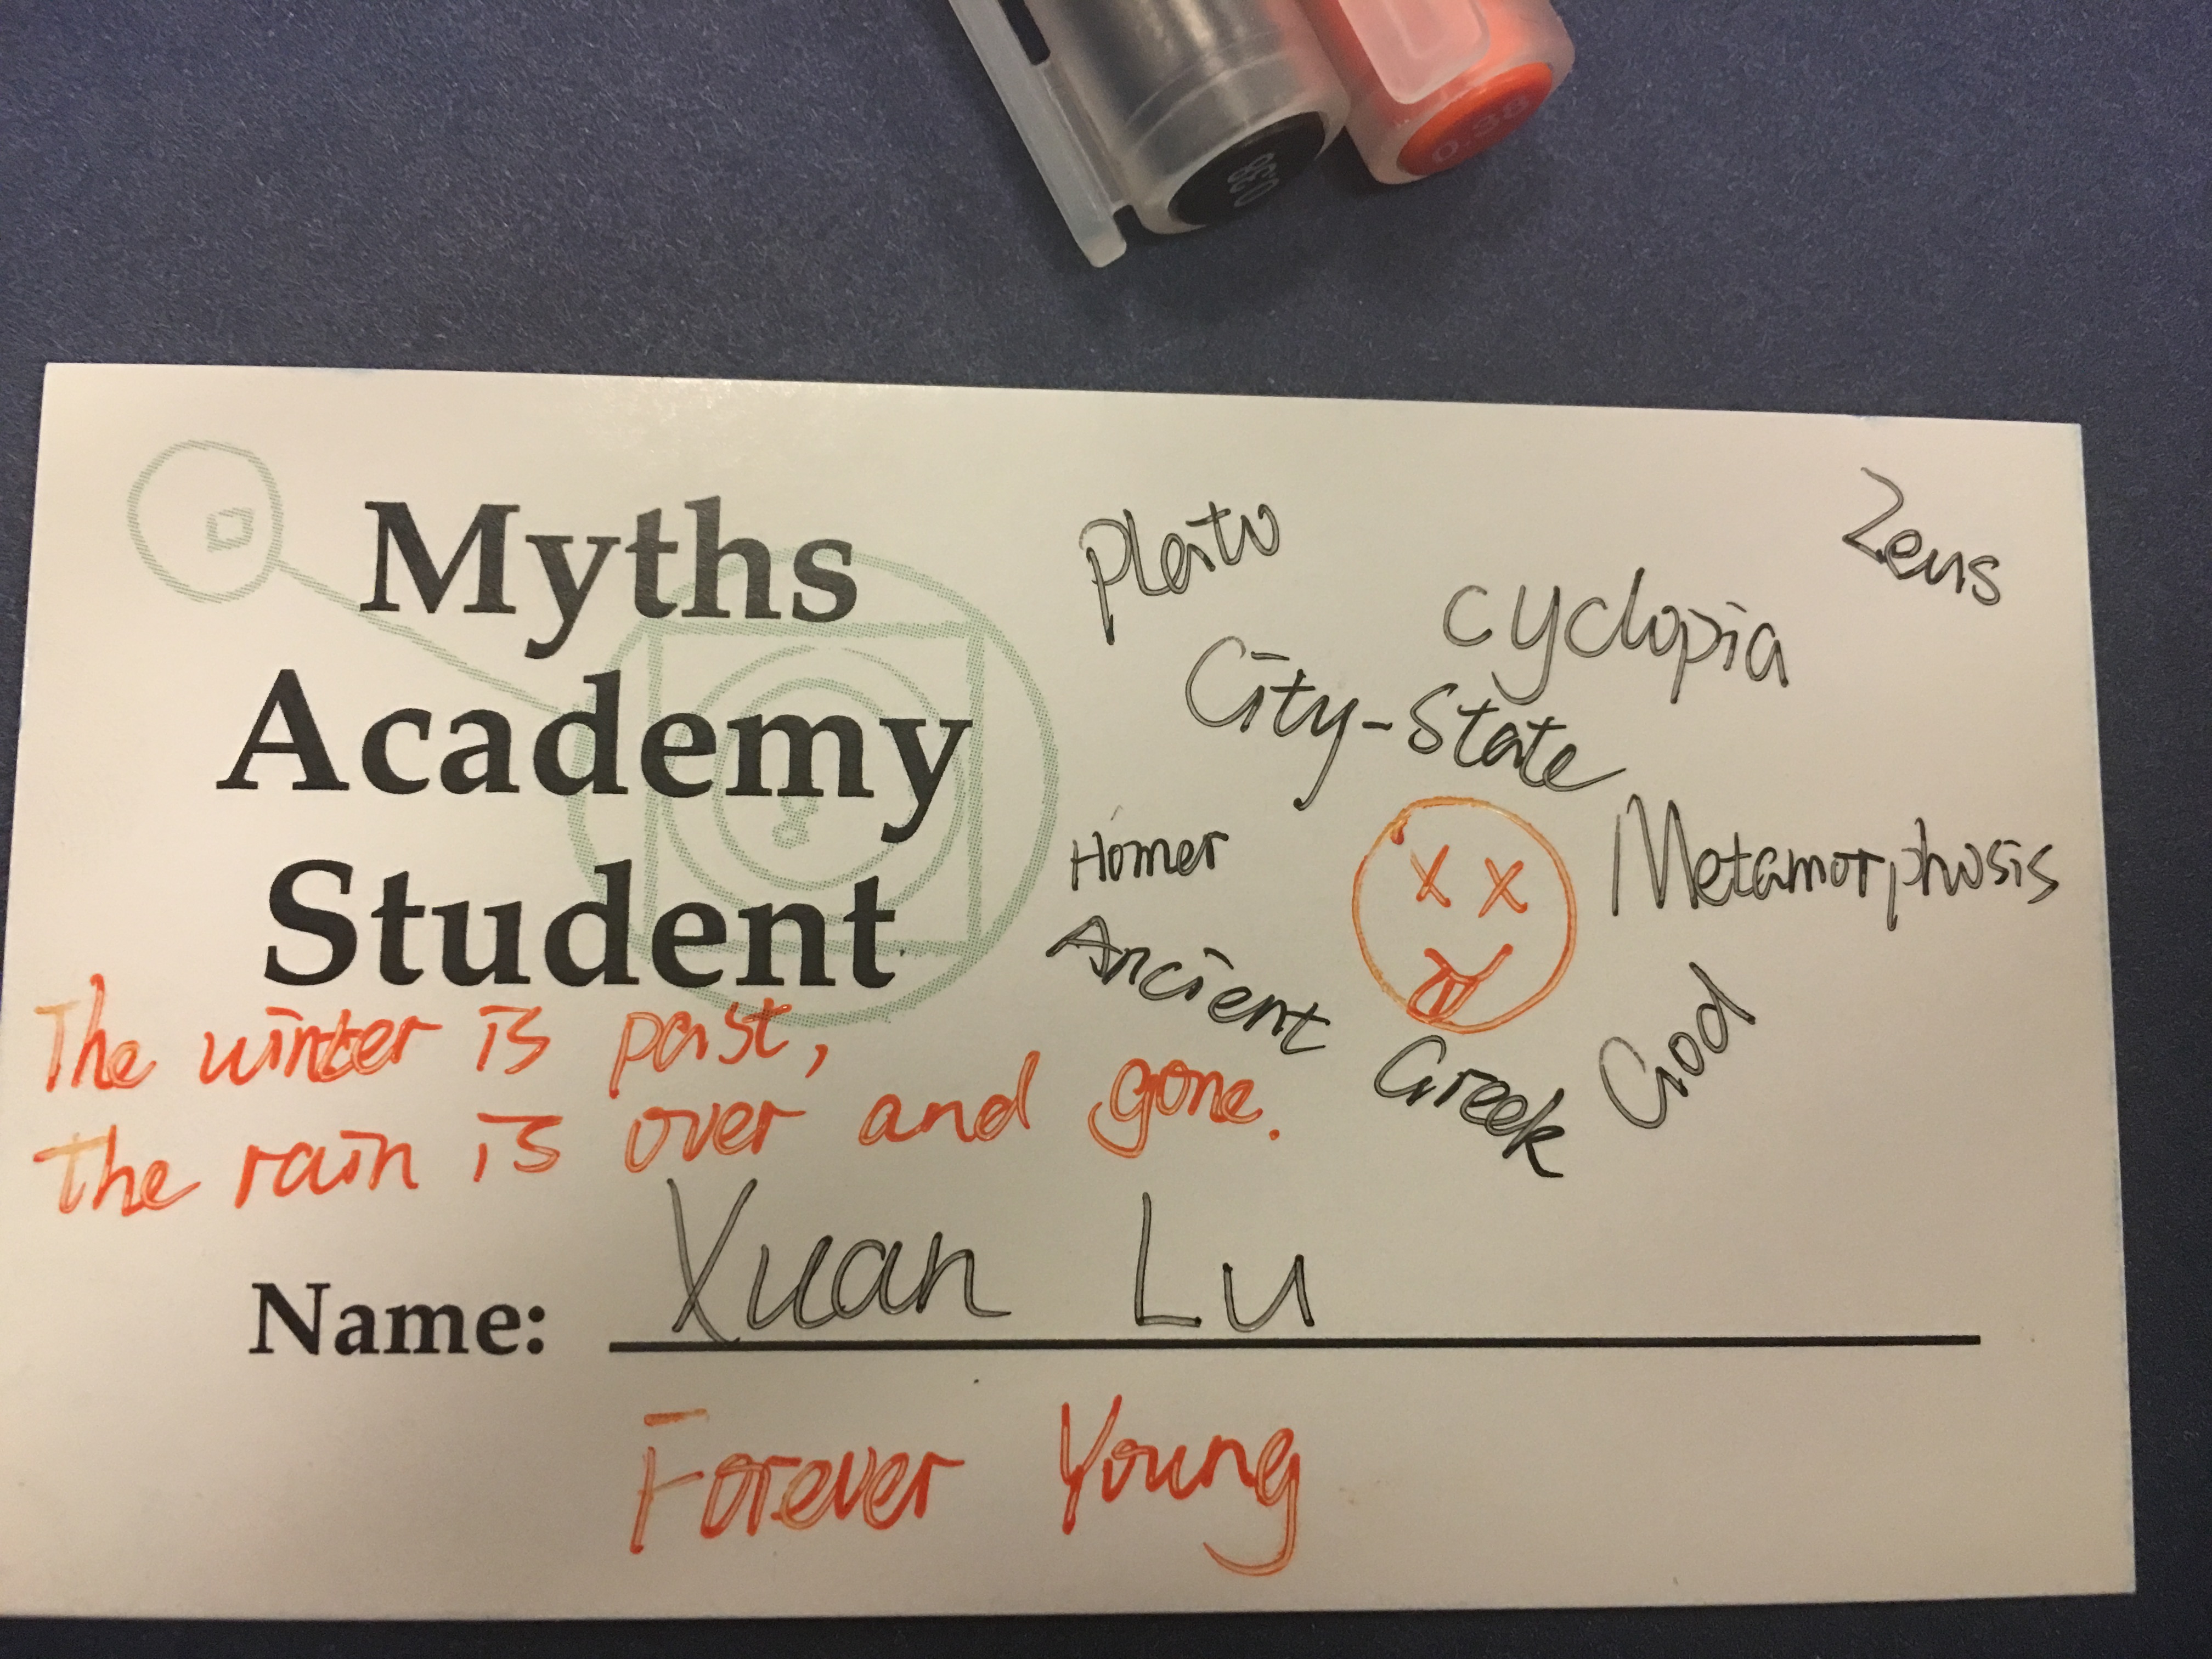 0.38
0.38
Myths
Academy
Student
Plato
Zeus
Cyclopia
City-State
Homer
Metamorphosis
Ancient Greek God
The winter is past,
The rain is over and gone.
Name: Xuan Lu
Forever Young